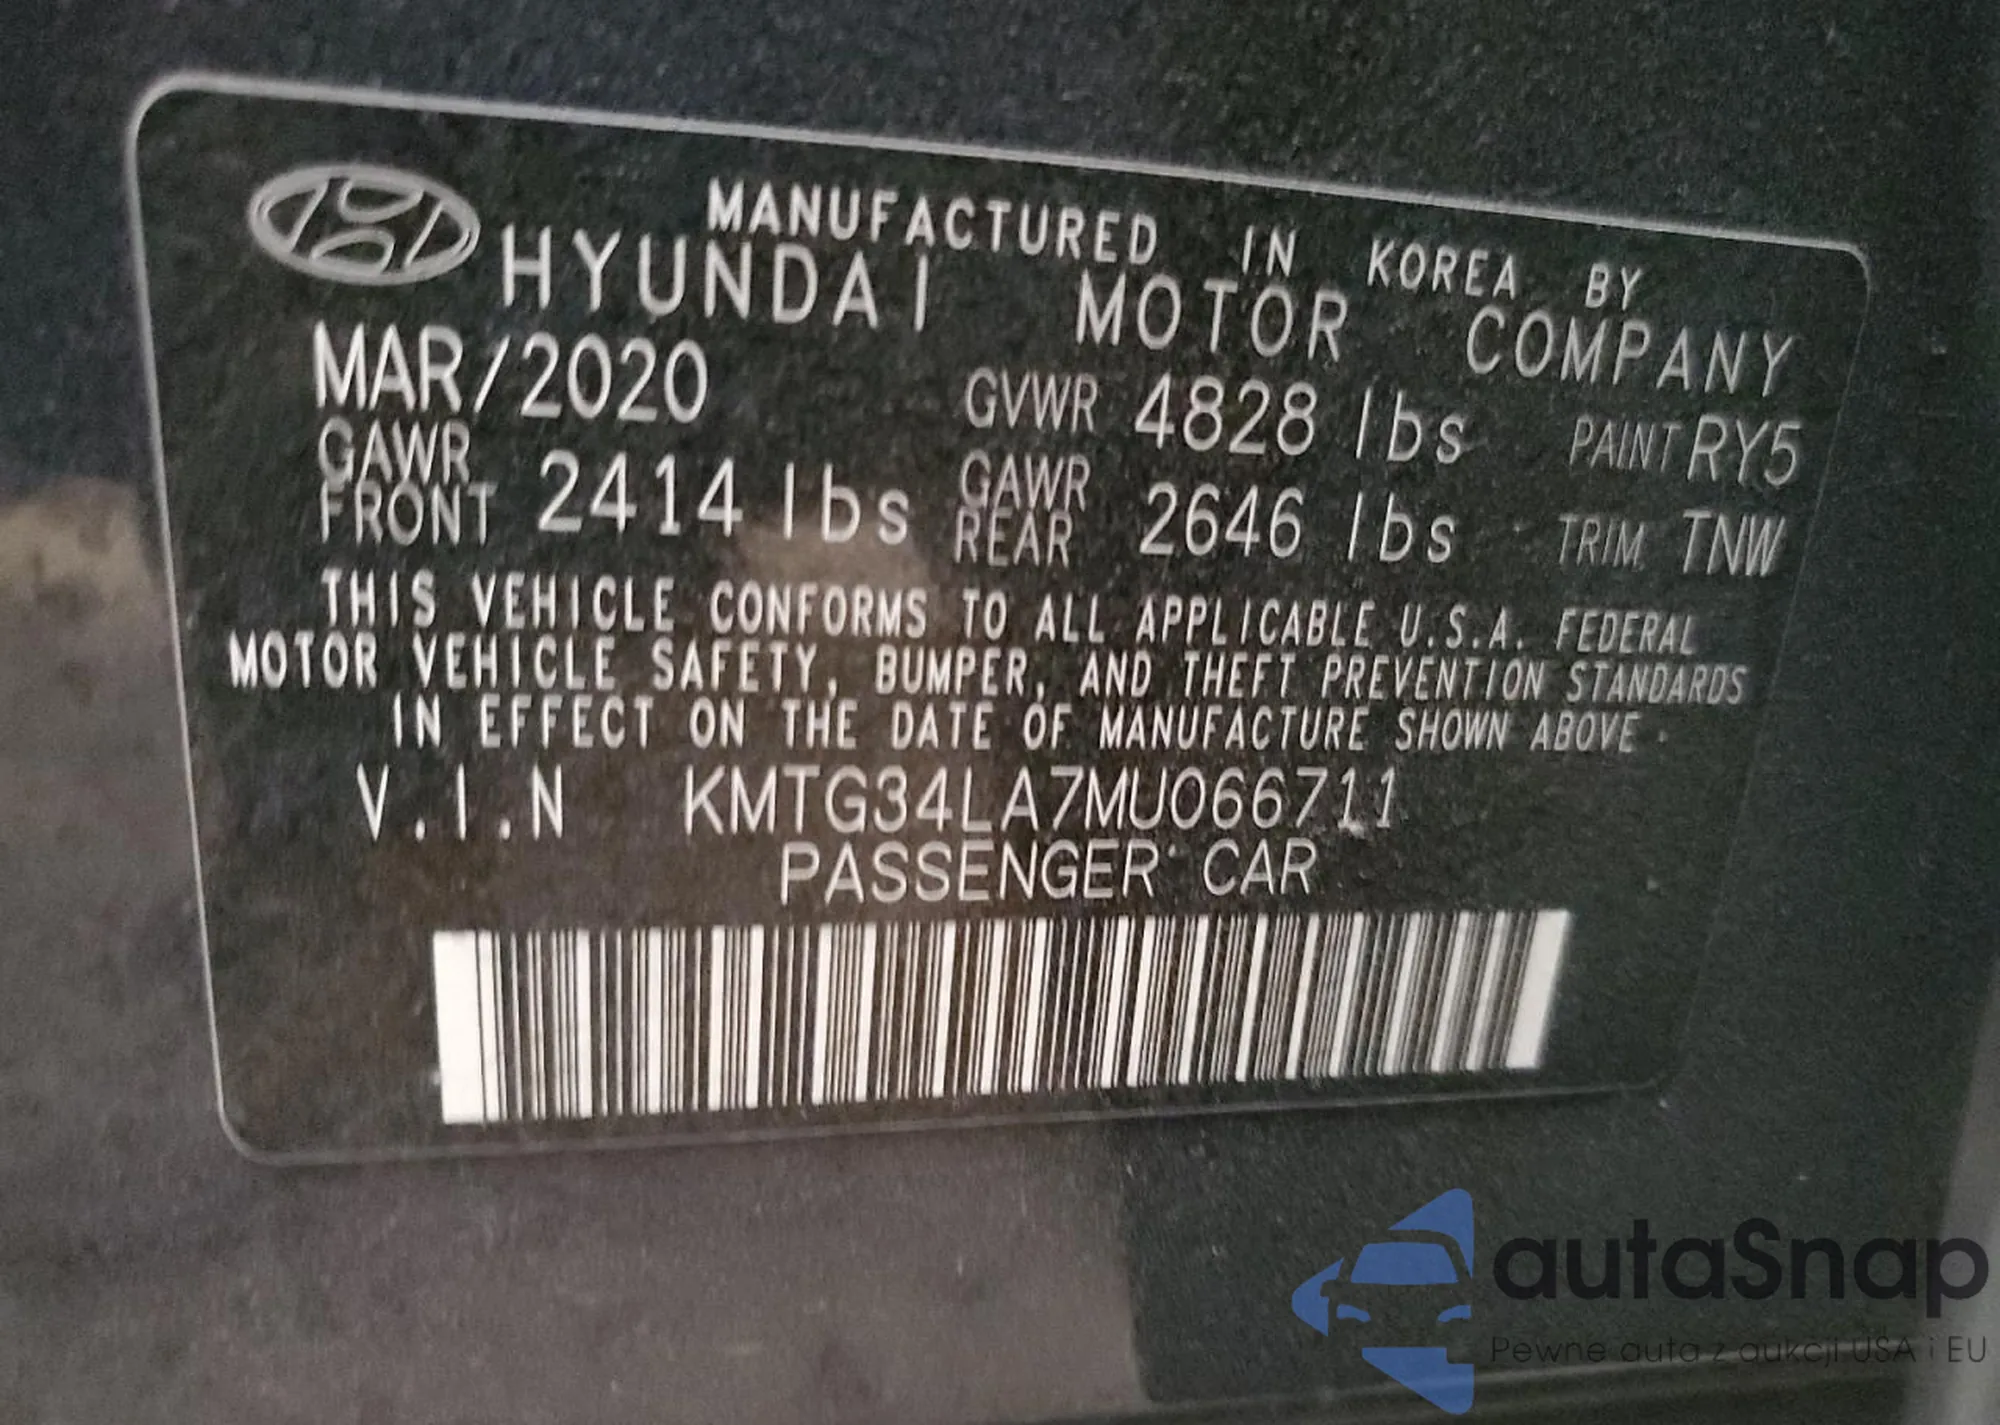 MANUFACTURED IN KOREA BY
HYUNDAI MOTOR COMPANY
MAR/2020 GVWR 4828 lbs PAINT RY5
GAWR FRONT 2414 lbs GAWR REAR 2646 lbs TRIM TNW
THIS VEHICLE CONFORMS TO ALL APPLICABLE U.S.A. FEDERAL
MOTOR VEHICLE SAFETY, BUMPER, AND THEFT PREVENTION STANDARDS
IN EFFECT ON THE DATE OF MANUFACTURE SHOWN ABOVE.
V.I.N KMTG34LA7MU066711
PASSENGER CAR
autaSnap
Pewne auta z aukcji USA i EU